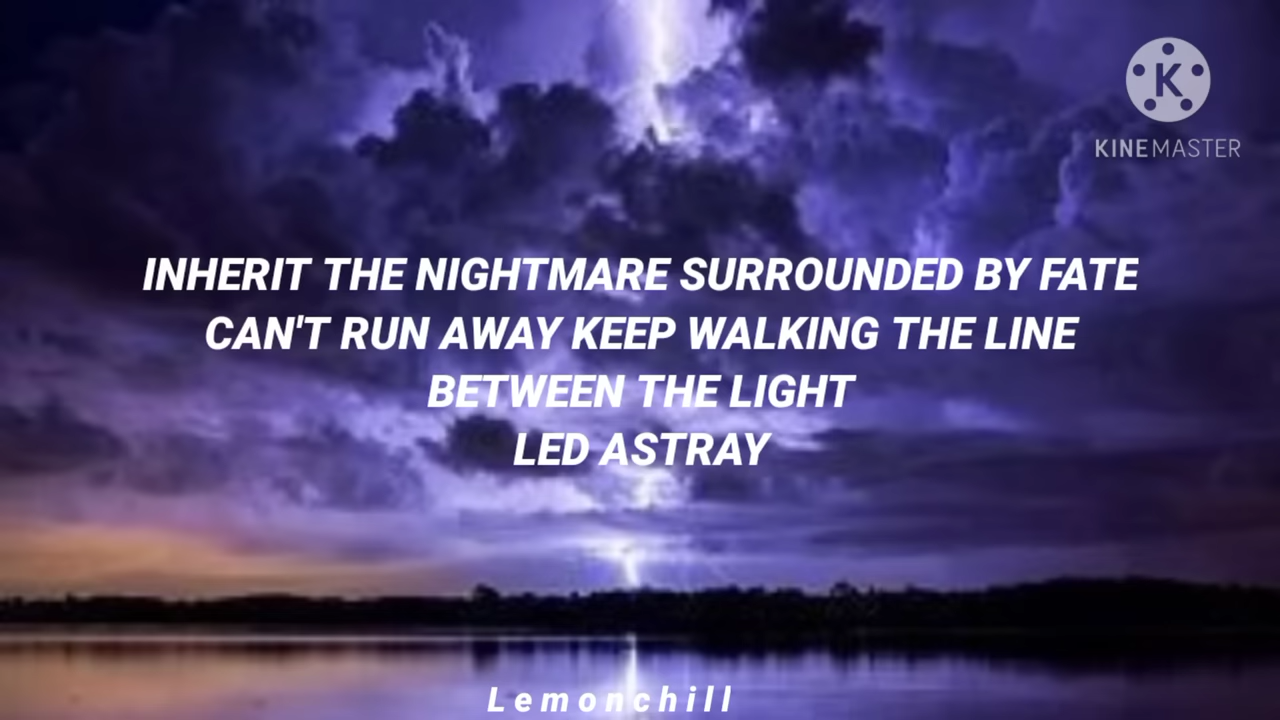 K
KINEMASTER
INHERIT THE NIGHTMARE SURROUNDED BY FATE
CAN'T RUN AWAY KEEP WALKING THE LINE
BETWEEN THE LIGHT
LED ASTRAY
Lemonchill